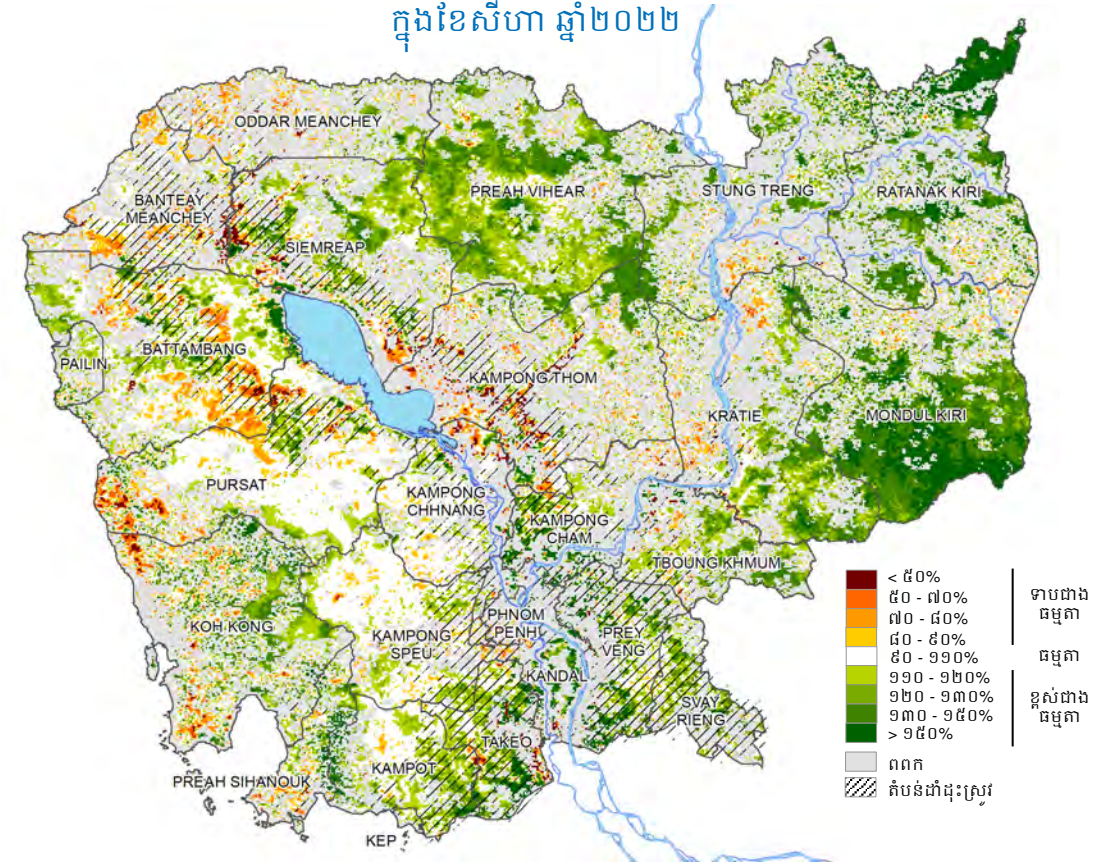 ក្នុងខែសីហា ឆ្នាំ២០២២
ODDAR MEANCHEY
PREAH VIHEAR
STUNG TRENG
RATANAK KIRI
BANTEAY
MEANCHEY
SIEMREAP
BATTAMBANG
PAILIN
KAMPONG THOM
KRATIE
MONDUL KIRI
PURSAT
KAMPONG
CHHNANG
KAMPONG
CHAM
TBOUNG KHMUM
KOH KONG
KAMPONG
SPEU
PHNOM
PENH
PREY
VENG
KANDAL
SVAY
RIENG
TAKEO
KAMPOT
PREAH SIHANOUK
KEP
< ៥០%
៥០ - ៧០%
៧០ - ៨០%
៨០ - ៩០%
៩០ - ១១០%
១១០ - ១២០%
១២០ - ១៣០%
១៣០ - ១៥០%
> ១៥០%
ទាបជាង
ធម្មតា
ធម្មតា
ខ្ពស់ជាង
ធម្មតា
ពពក
តំបន់ដាំដុះស្រូវ